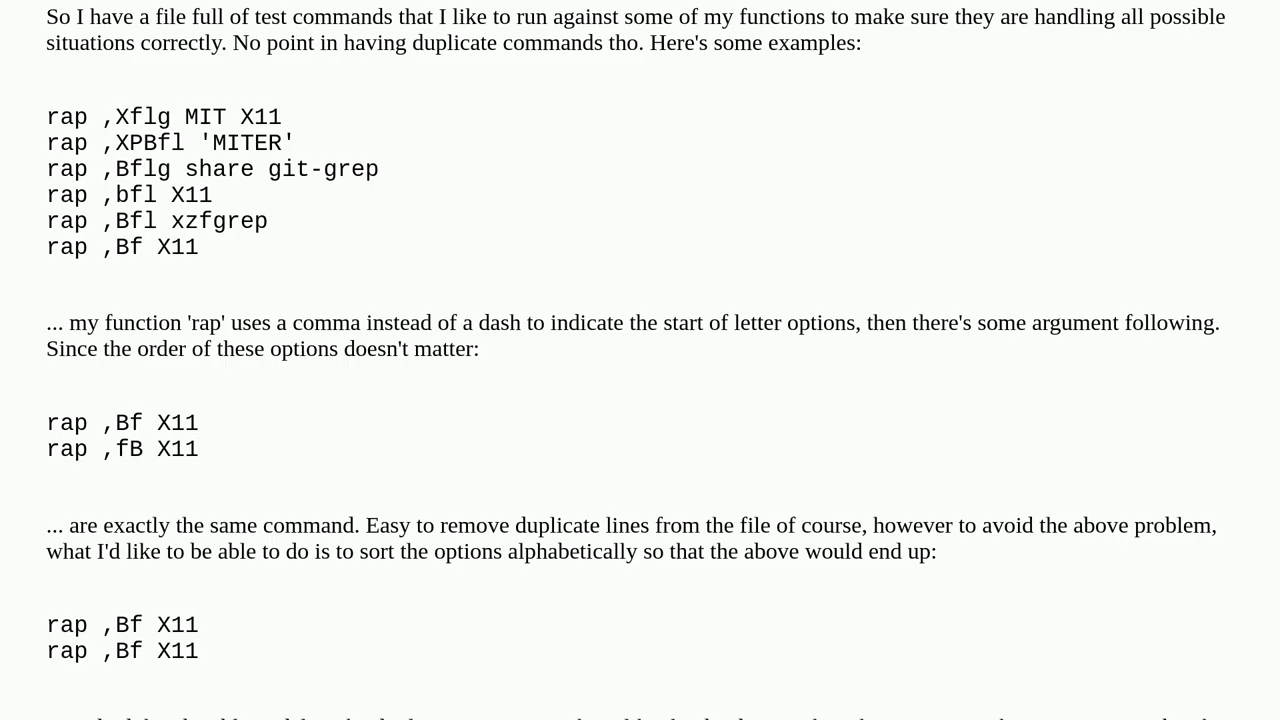 So I have a file full of test commands that I like to run against some of my functions to make sure they are handling all possible
situations correctly. No point in having duplicate commands tho. Here's some examples:
rap ,Xflg MIT X11
rap ,XPBfl 'MITER'
rap ,Bflg share git-grep
rap ,bfl X11
rap ,Bfl xzfgrep
rap ,Bf X11
... my function 'rap' uses a comma instead of a dash to indicate the start of letter options, then there's some argument following.
Since the order of these options doesn't matter:
rap ,Bf X11
rap ,fB X11
... are exactly the same command. Easy to remove duplicate lines from the file of course, however to avoid the above problem,
what I'd like to be able to do is to sort the options alphabetically so that the above would end up:
rap ,Bf X11
rap ,Bf X11